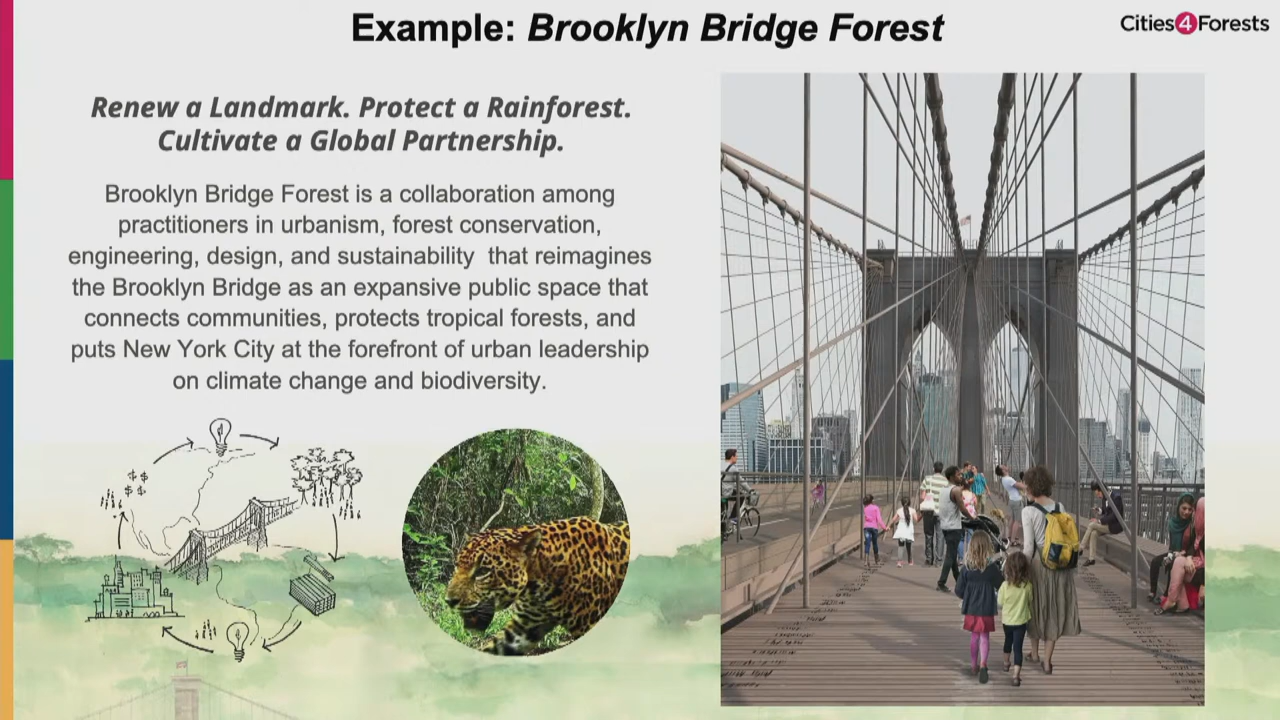 Example: Brooklyn Bridge Forest
Cities4Forests
Renew a Landmark. Protect a Rainforest.
Cultivate a Global Partnership.
Brooklyn Bridge Forest is a collaboration among
practitioners in urbanism, forest conservation,
engineering, design, and sustainability that reimagines
the Brooklyn Bridge as an expansive public space that
connects communities, protects tropical forests, and
puts New York City at the forefront of urban leadership
on climate change and biodiversity.
$$
$$